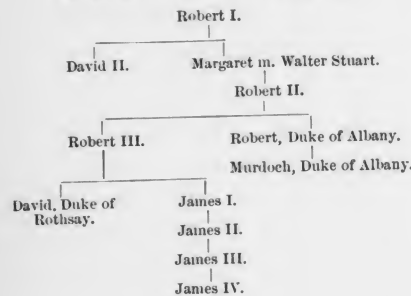 Robert I.
David II. Margaret m. Walter Stuart.
Robert II.
Robert III. Robert, Duke of Albany.
Murdoch, Duke of Albany.
David, Duke of James I.
Rothsay.
James II.
James III.
James IV.